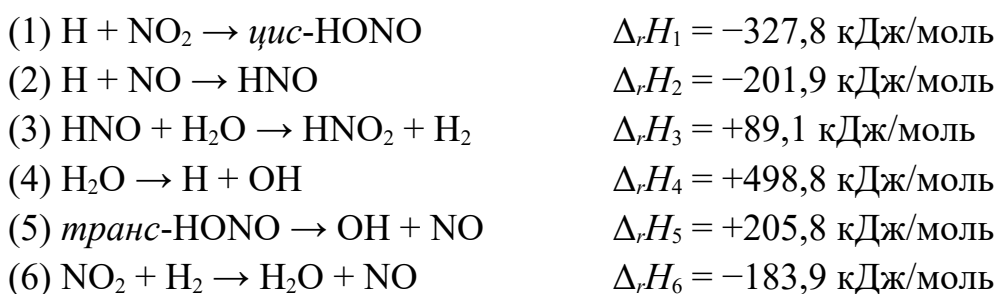 (1) H + NO₂ → цис-HONO ΔᵣH₁ = −327,8 кДж/моль
(2) H + NO → HNO ΔᵣH₂ = −201,9 кДж/моль
(3) HNO + H₂O → HNO₂ + H₂ ΔᵣH₃ = +89,1 кДж/моль
(4) H₂O → H + OH ΔᵣH₄ = +498,8 кДж/моль
(5) транс-HONO → OH + NO ΔᵣH₅ = +205,8 кДж/моль
(6) NO₂ + H₂ → H₂O + NO ΔᵣH₆ = −183,9 кДж/моль